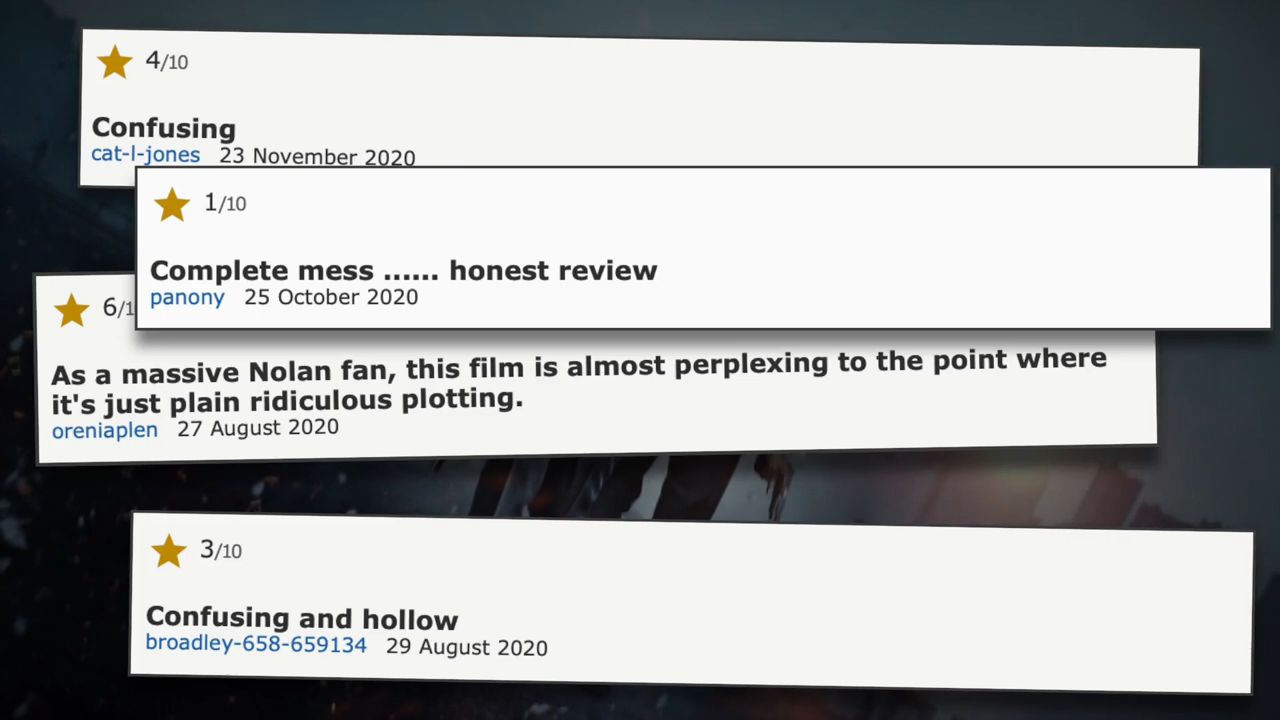 4/10
Confusing
cat-l-jones 23 November 2020
1/10
Complete mess ...... honest review
panony 25 October 2020
6/1
As a massive Nolan fan, this film is almost perplexing to the point where
it's just plain ridiculous plotting.
oreniaplen 27 August 2020
3/10
Confusing and hollow
broadley-658-659134 29 August 2020